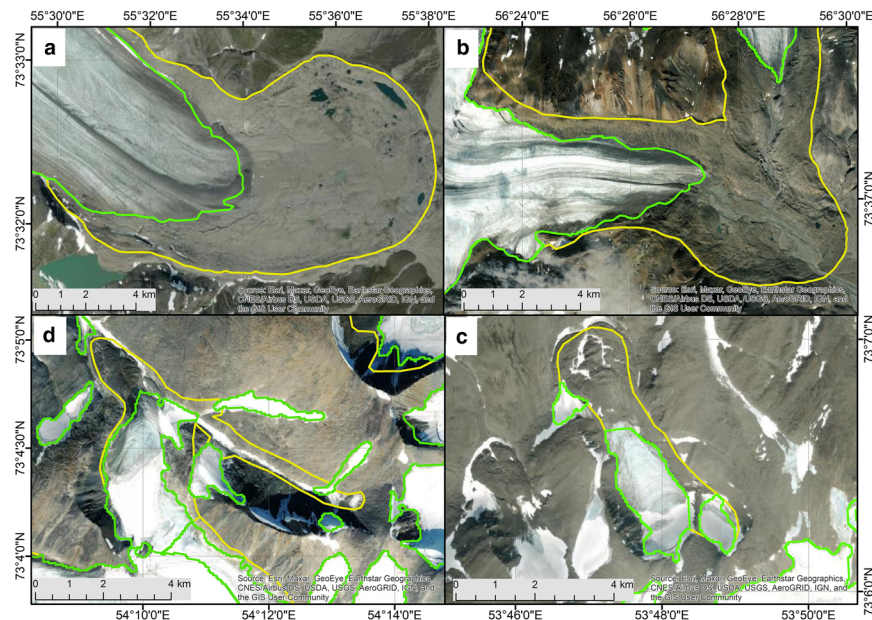 55°30'0"E 55°32'0"E 55°34'0"E 55°36'0"E 55°38'0"E 56°24'0"E 56°26'0"E 56°28'0"E 56°30'0"E
a
b
73°33'0"N
73°32'0"N
73°37'0"N
0 1 2 4 km
Source: Esri, Maxar, GeoEye, Earthstar Geographics,
CNES/Airbus DS, USDA, USGS, AeroGRID, IGN, and
the GIS User Community
0 1 2 4 km
Source: Esri, Maxar, GeoEye, Earthstar Geographics,
CNES/Airbus DS, USDA, USGS, AeroGRID, IGN, and
the GIS User Community
d
c
73°5'0"N
73°4'30"N
73°4'0"N
73°7'0"N
73°6'0"N
0 1 2 4 km
Source: Esri, Maxar, GeoEye, Earthstar Geographics,
CNES/Airbus DS, USDA, USGS, AeroGRID, IGN, and
the GIS User Community
0 1 2 4 km
Source: Esri, Maxar, GeoEye, Earthstar Geographics,
CNES/Airbus DS, USDA, USGS, AeroGRID, IGN, and
the GIS User Community
54°10'0"E 54°12'0"E 54°14'0"E 53°46'0"E 53°48'0"E 53°50'0"E